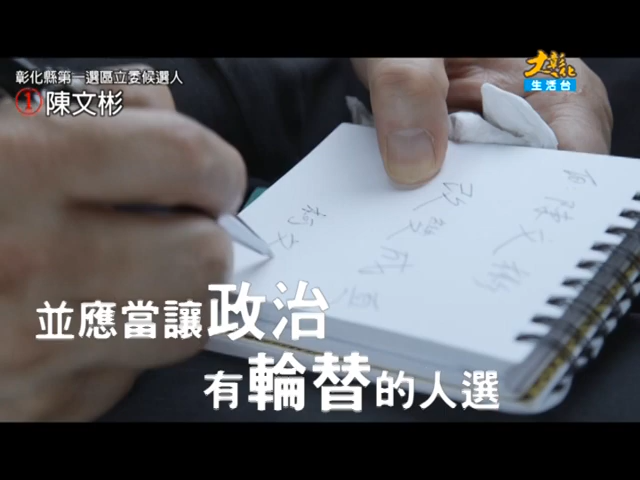 彰化縣第一選區立委候選人
1 陳文彬
大彰化
生活台
陳文彬
並應當讓政治
有輪替的人選